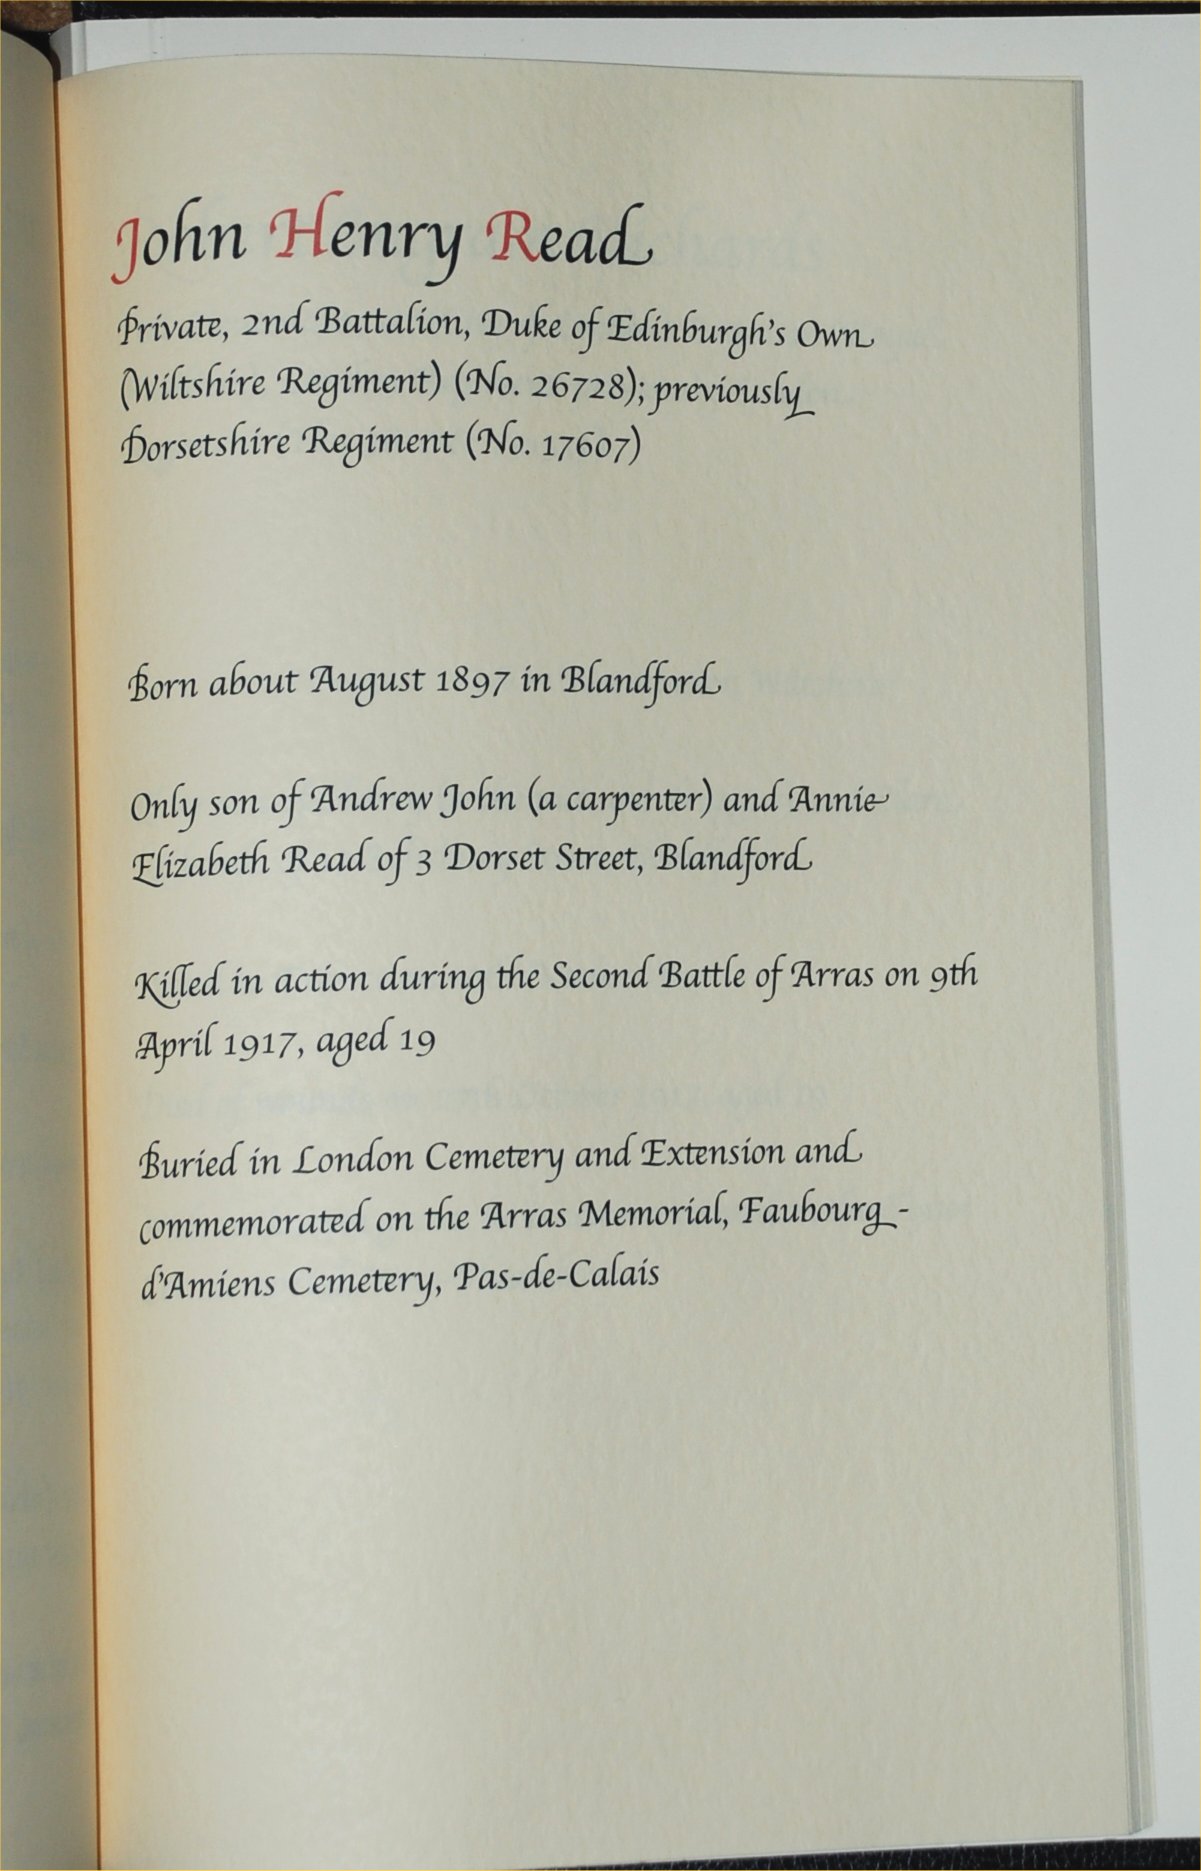 John Henry Read
Private, 2nd Battalion, Duke of Edinburgh's Own
(Wiltshire Regiment) (No. 26728); previously
Dorsetshire Regiment (No. 17607)
Born about August 1897 in Blandford
Only son of Andrew John (a carpenter) and Annie
Elizabeth Read of 3 Dorset Street, Blandford
Killed in action during the Second Battle of Arras on 9th
April 1917, aged 19
Buried in London Cemetery and Extension and
commemorated on the Arras Memorial, Faubourg-
d'Amiens Cemetery, Pas-de-Calais